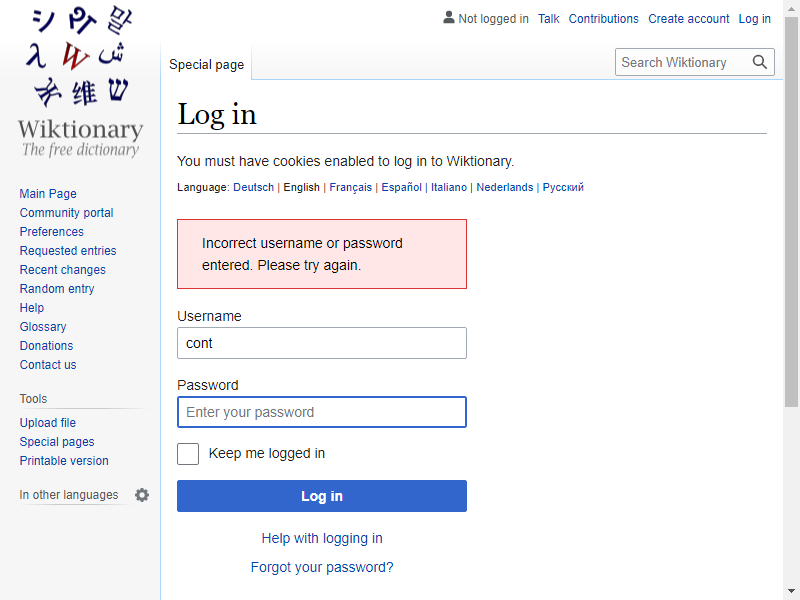 Wiktionary
The free dictionary
Not logged in Talk Contributions Create account Log in
Special page
Search Wiktionary
Log in
You must have cookies enabled to log in to Wiktionary.
Language: Deutsch | English | Français | Español | Italiano | Nederlands | Русский
Incorrect username or password
entered. Please try again.
Username
cont
Password
Enter your password
Keep me logged in
Log in
Help with logging in
Forgot your password?
Main Page
Community portal
Preferences
Requested entries
Recent changes
Random entry
Help
Glossary
Donations
Contact us
Tools
Upload file
Special pages
Printable version
In other languages